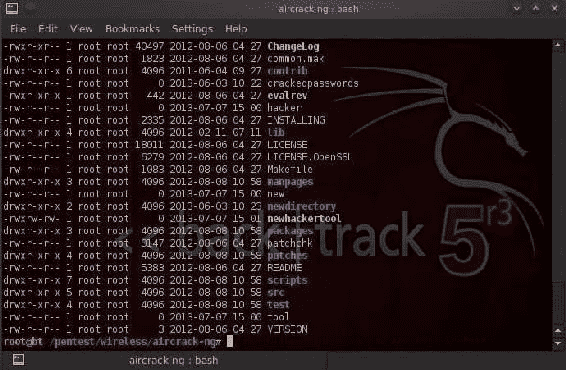 aircrack-ng : bash
File Edit View Bookmarks Settings Help
-rwxr-xr-- 1 root root 40497 2012-08-06 04 27 ChangeLog
-rw-r--r-- 1 root root 1823 2012-08-06 04 27 common.mak
drwxr-xr-x 6 root root 4096 2011-06-04 09 27 contrib
-rw-r--r-- 1 root root 0 2013-06-03 10 22 crackedpasswords
-rwxr-xr-x 1 root root 442 2012-08-06 04 27 evalrev
-rw-r--r-- 1 root root 0 2013-07-07 15 00 hacker
-rw-r--r-- 1 root root 2335 2012-08-06 04 27 INSTALLING
drwxr-xr-x 4 root root 4096 2012-02-11 07 11 lib
-rw-r--r-- 1 root root 18011 2012-08-06 04 27 LICENSE
-rw-r--r-- 1 root root 6279 2012-08-06 04 27 LICENSE.OpenSSL
-rw-r--r-- 1 root root 1083 2012-08-06 04 27 Makefile
drwxr-xr-x 3 root root 4096 2012-08-08 10 58 manpages
-rw-r--r-- 1 root root 0 2013-07-07 15 00 new
drwxr-xr-x 2 root root 4096 2013-06-03 10 23 newdirectory
-rwxrw-rw- 1 root root 0 2013-07-07 15 01 newhackertool
drwxr-xr-x 3 root root 4096 2012-08-08 10 58 packages
-rw-r--r-- 1 root root 3147 2012-08-06 04 27 patchchk
drwxr-xr-x 4 root root 4096 2012-08-08 10 58 patches
-rw-r--r-- 1 root root 5383 2012-08-06 04 27 README
drwxr-xr-x 7 root root 4096 2012-08-08 10 58 scripts
drwxr-xr-x 5 root root 4096 2012-08-08 10 58 src
drwxr-xr-x 4 root root 4096 2012-08-08 10 58 test
-rw-r--r-- 1 root root 0 2013-07-07 15 00 tool
-rw-r--r-- 1 root root 3 2012-08-06 04 27 VERSION
root@bt /pentest/wireless/aircrack-ng#
<< back|track 5 r3
aircrack-ng : bash